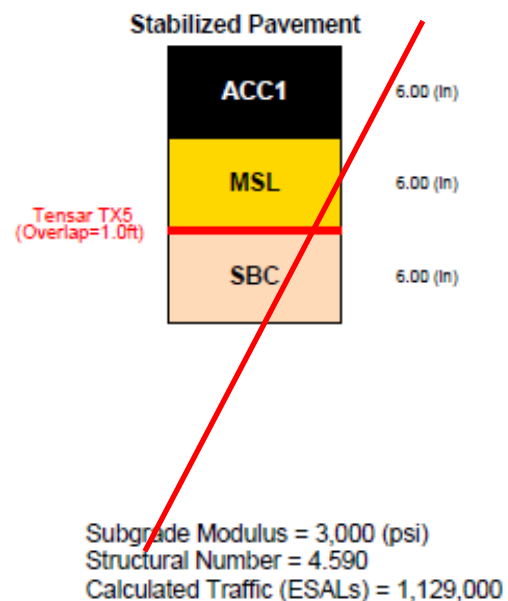 Stabilized Pavement
ACC1
6.00 (in)
MSL
6.00 (in)
Tensar TX5
(Overlap=1.0ft)
SBC
6.00 (in)
Subgrade Modulus = 3,000 (psi)
Structural Number = 4.590
Calculated Traffic (ESALs) = 1,129,000